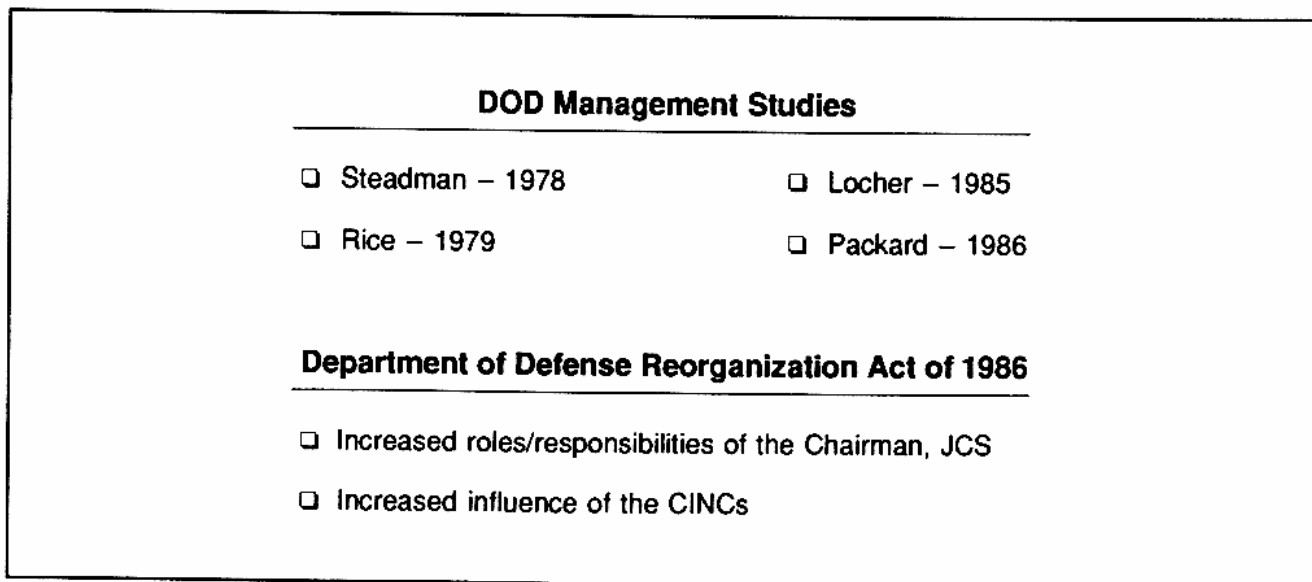 DOD Management Studies
❑ Steadman – 1978 ❑ Locher – 1985
❑ Rice – 1979 ❑ Packard – 1986
Department of Defense Reorganization Act of 1986
❑ Increased roles/responsibilities of the Chairman, JCS
❑ Increased influence of the CINCs